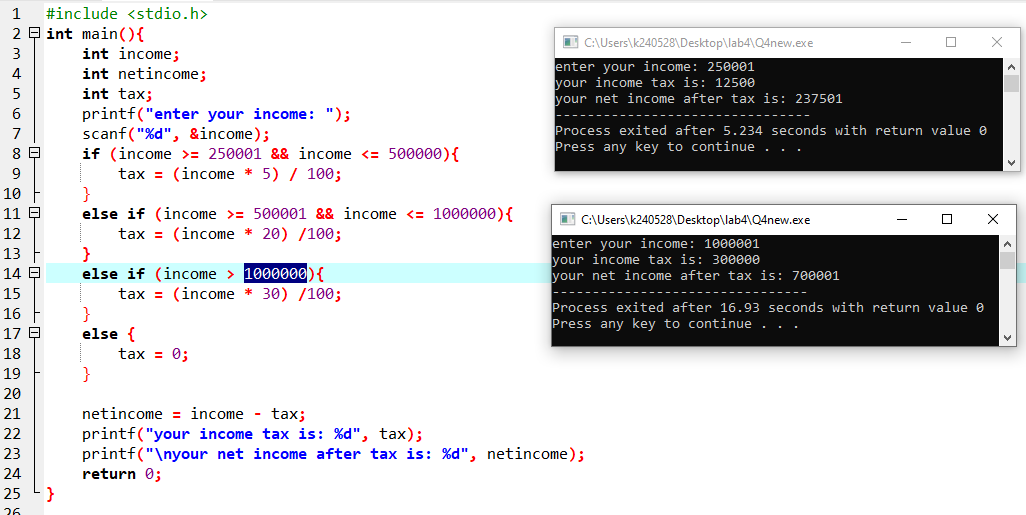 1 #include <stdio.h>
2 int main(){
3 int income;
4 int netincome;
5 int tax;
6 printf("enter your income: ");
7 scanf("%d", &income);
8 if (income >= 250001 && income <= 500000){
9 tax = (income * 5) / 100;
10 }
11 else if (income >= 500001 && income <= 1000000){
12 tax = (income * 20) /100;
13 }
14 else if (income > 1000000){
15 tax = (income * 30) /100;
16 }
17 else {
18 tax = 0;
19 }
20
21 netincome = income - tax;
22 printf("your income tax is: %d", tax);
23 printf("\nyour net income after tax is: %d", netincome);
24 return 0;
25 }
26
C:\Users\k240528\Desktop\lab4\Q4new.exe
enter your income: 250001
your income tax is: 12500
your net income after tax is: 237501
--------------------------------
Process exited after 5.234 seconds with return value 0
Press any key to continue . . .
C:\Users\k240528\Desktop\lab4\Q4new.exe
enter your income: 1000001
your income tax is: 300000
your net income after tax is: 700001
--------------------------------
Process exited after 16.93 seconds with return value 0
Press any key to continue . . .